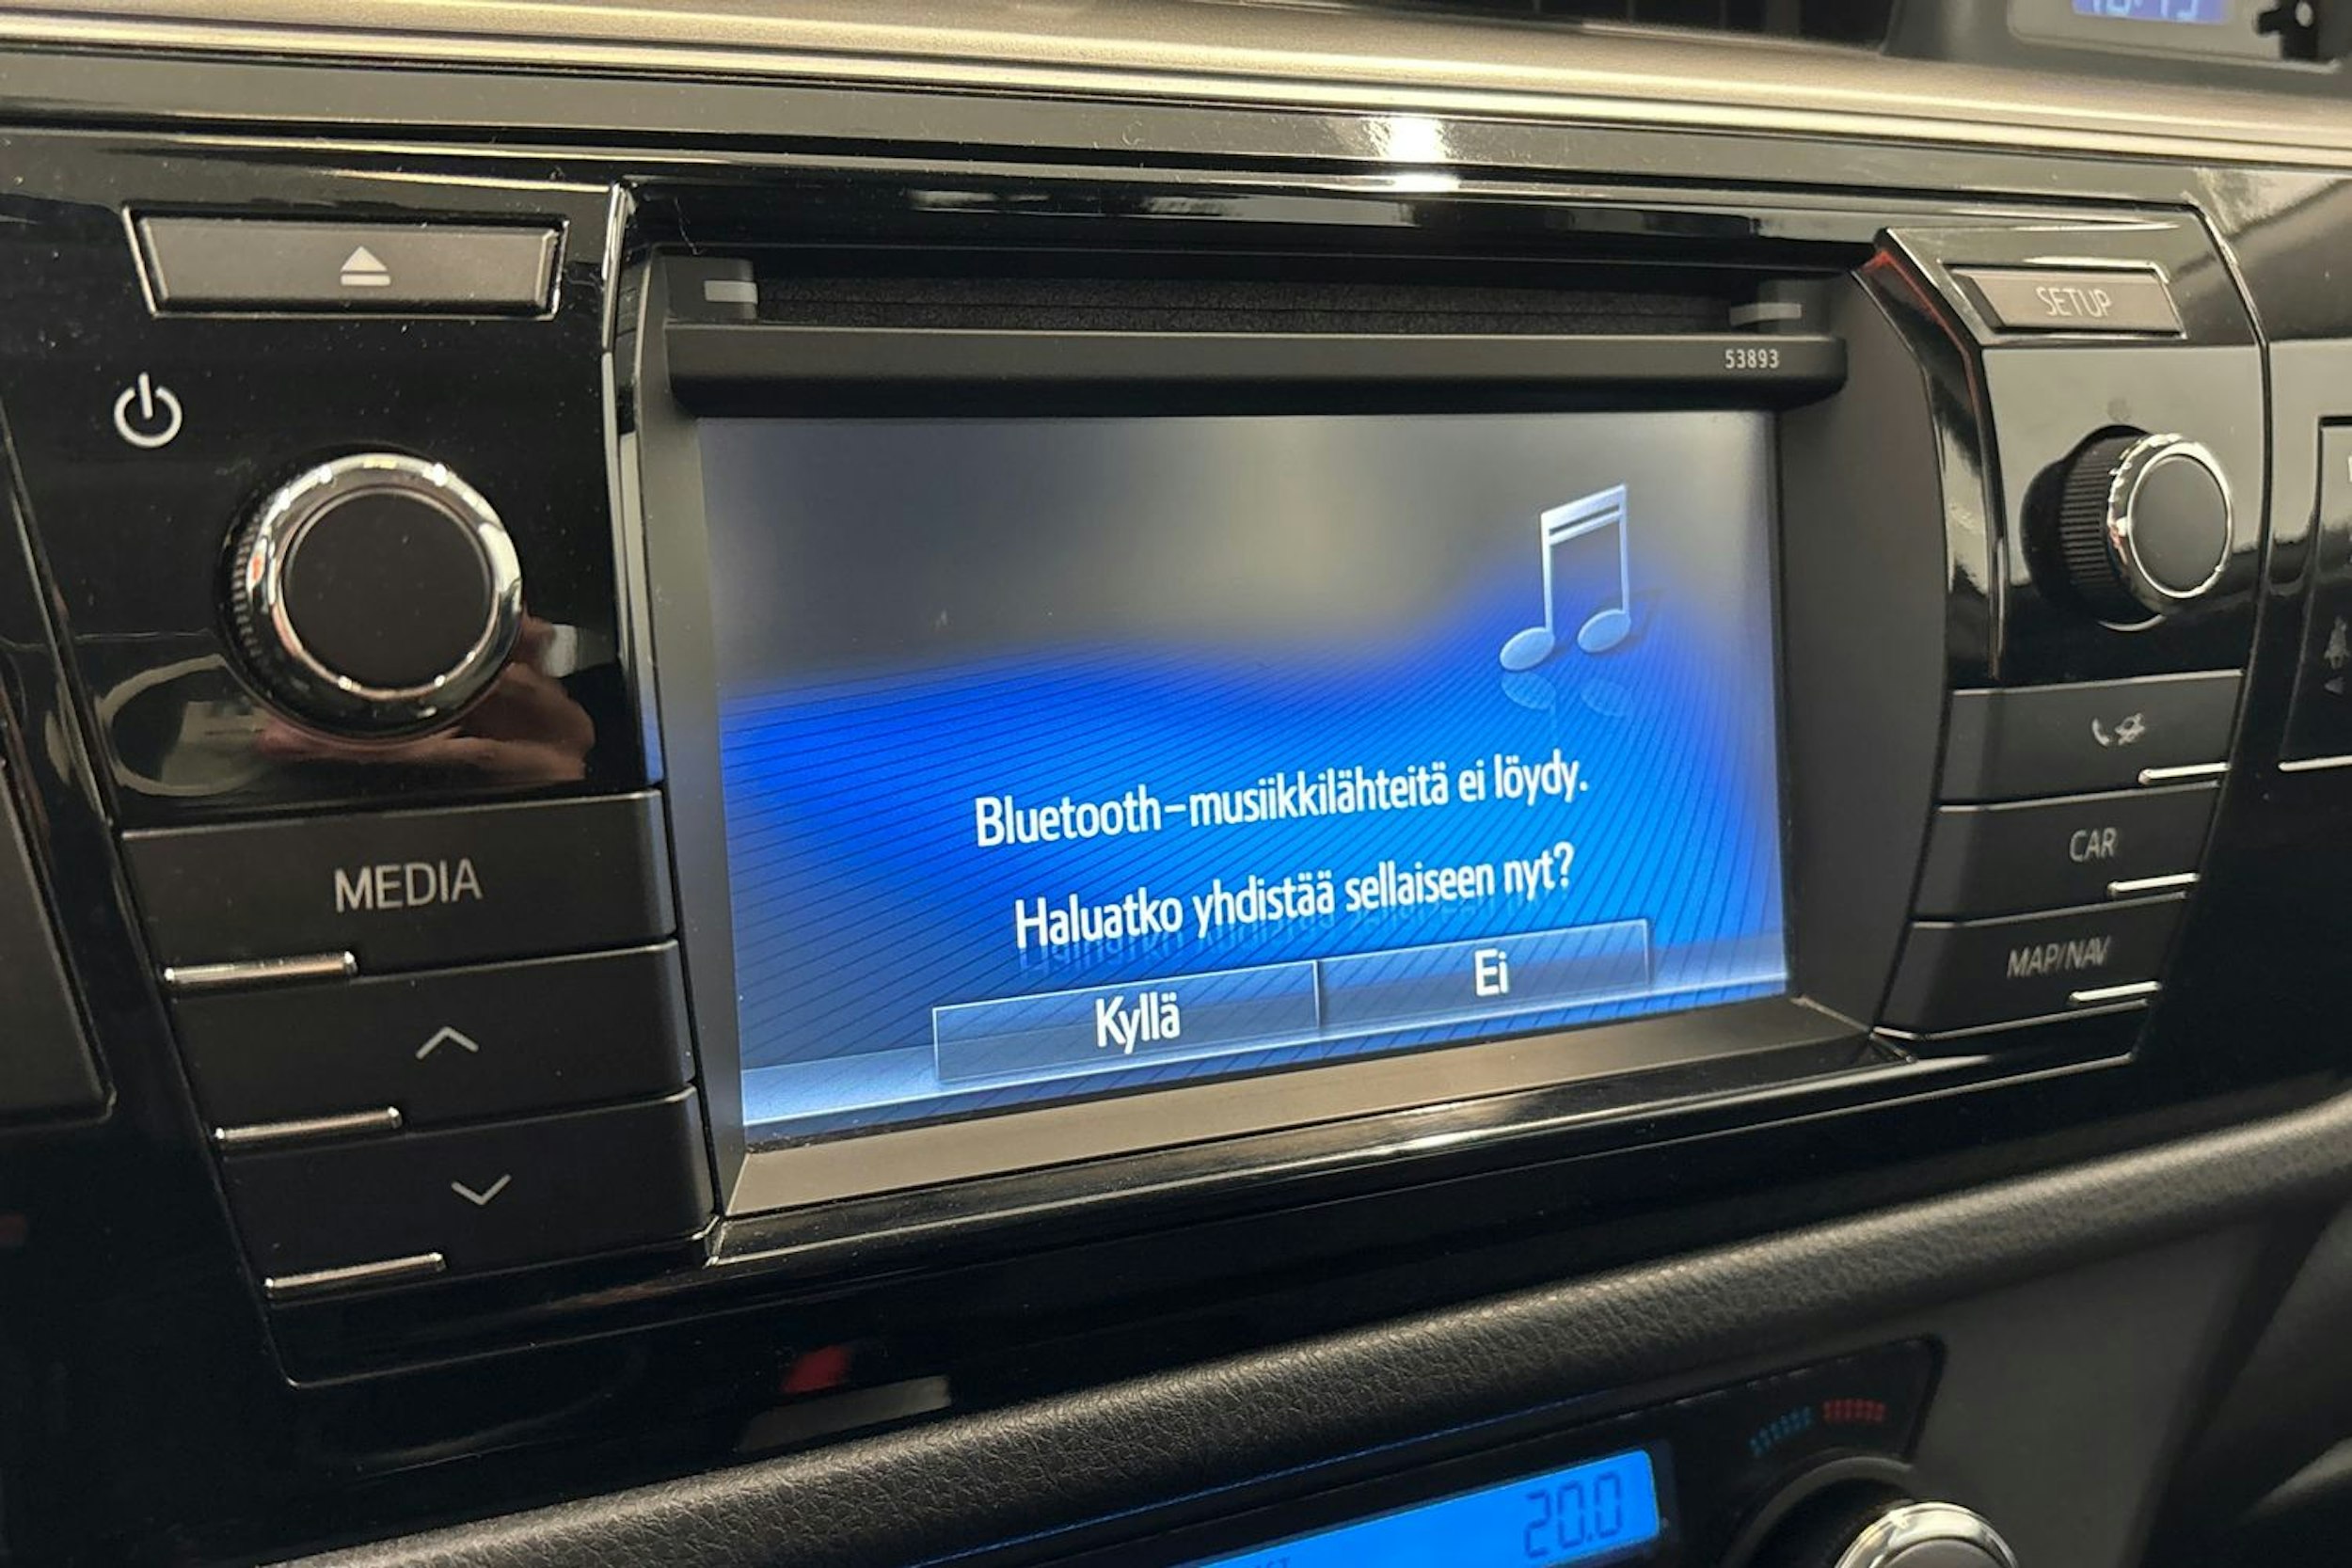 SETUP
53893
MEDIA
Bluetooth-musiikkilähteitä ei löydy.
Haluatko yhdistää sellaiseen nyt?
Kyllä
Ei
CAR
MAP/NAV
20.0